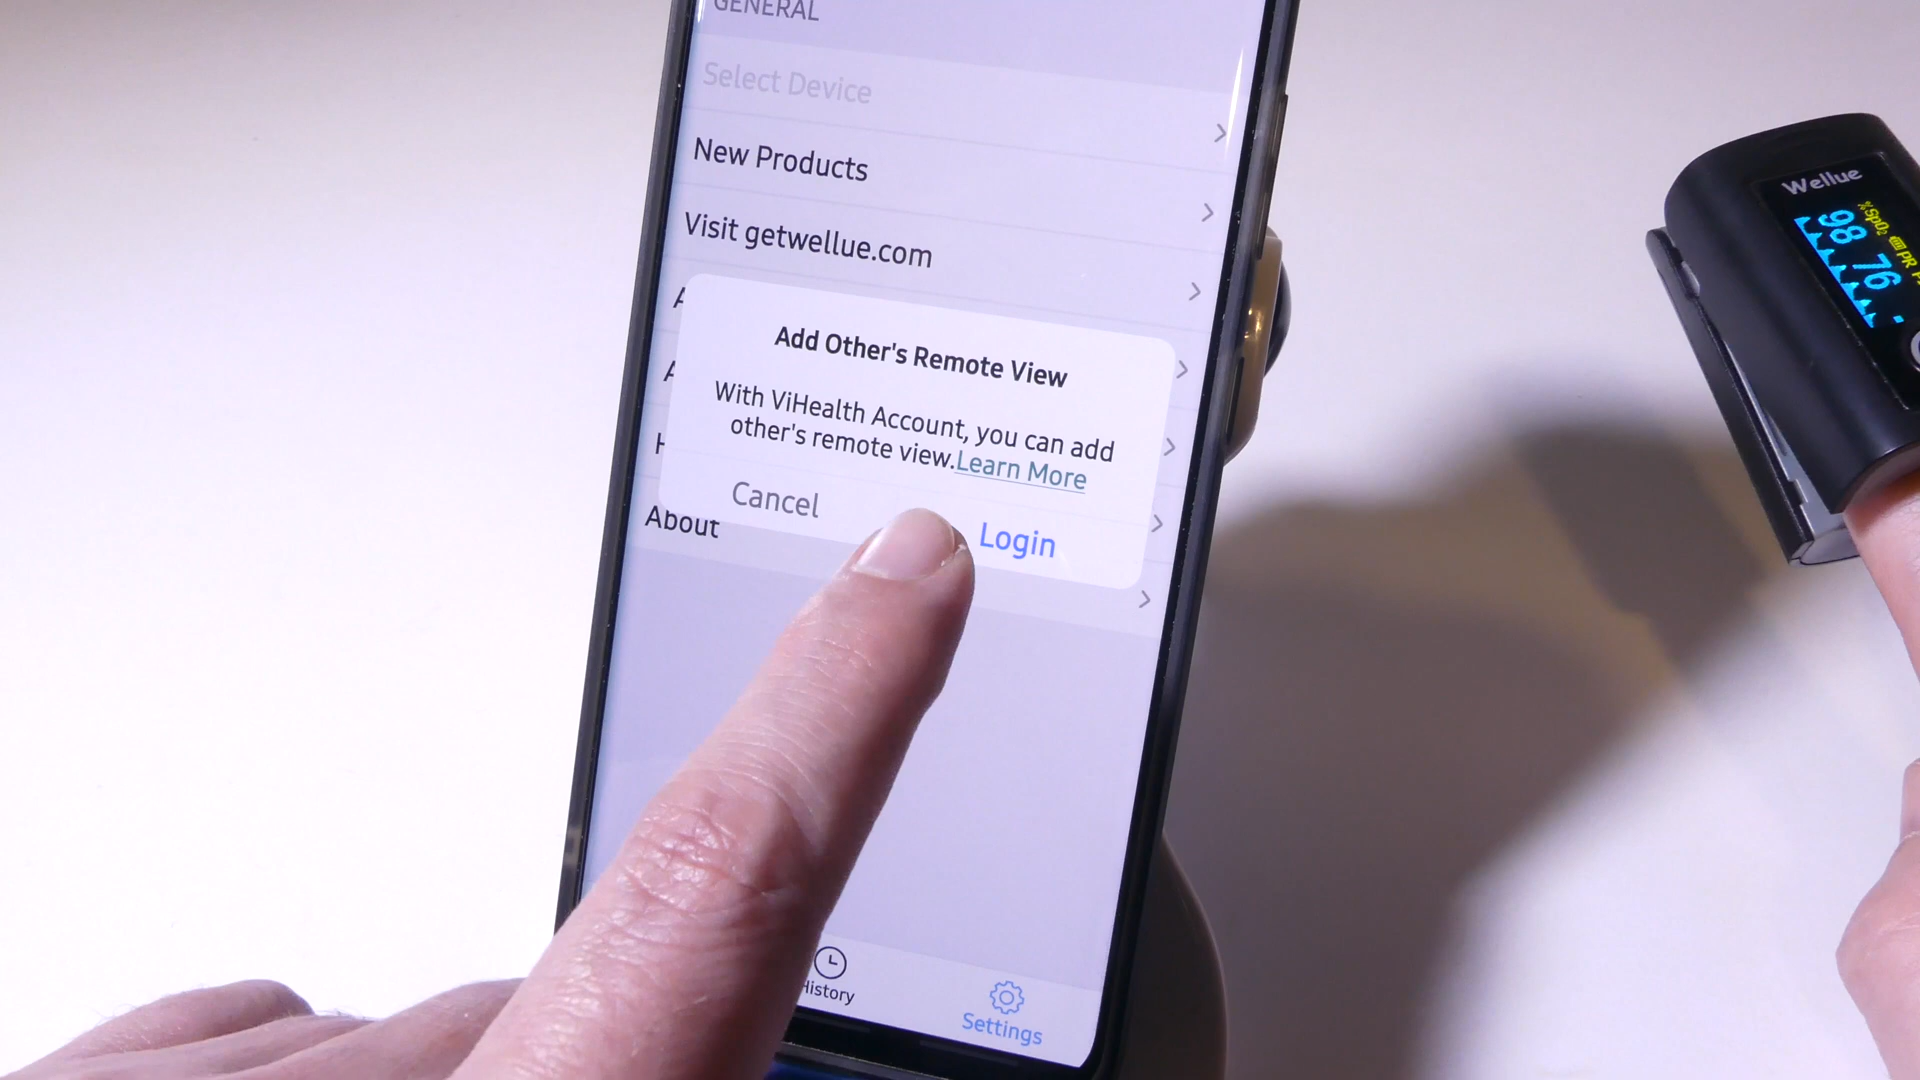 GENERAL
Select Device
New Products
Visit getwellue.com
Add Other's Remote View
With ViHealth Account, you can add
other's remote view.Learn More
Cancel
Login
About
History
Settings
Wellue
%SpO₂
PR
98
76